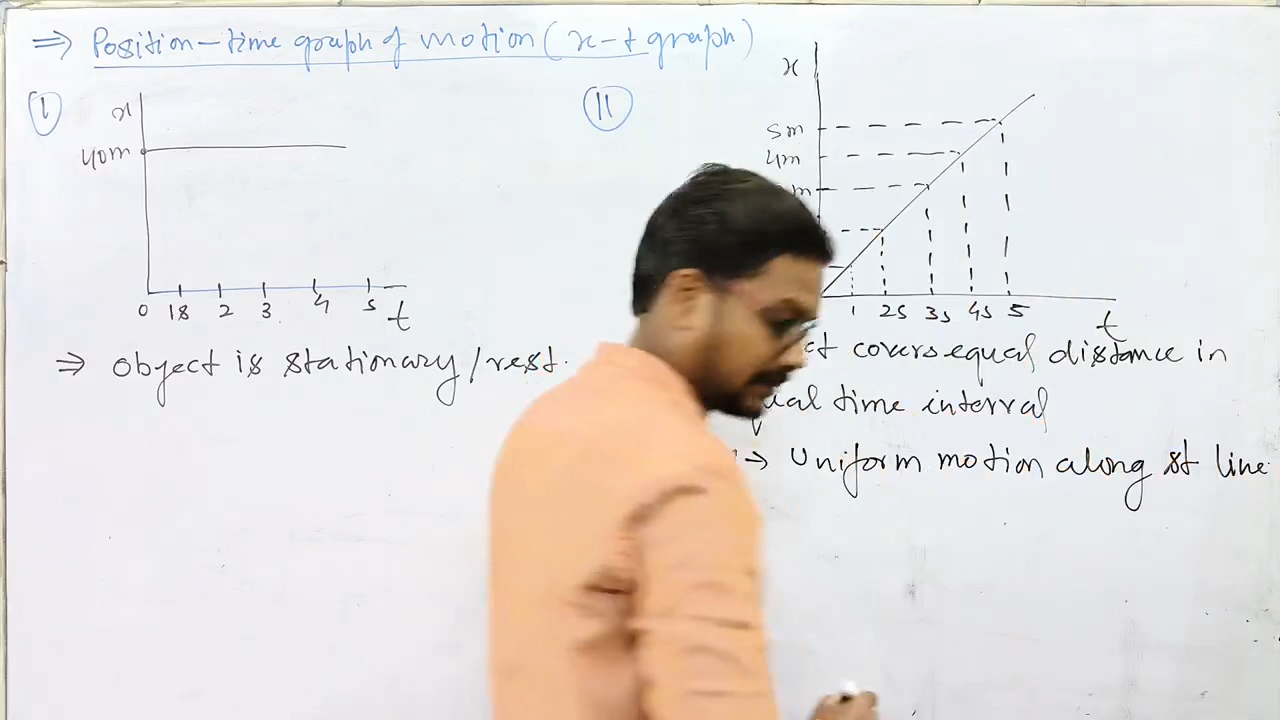 ⇒ Position-time graph of motion (x-t graph)
I
x
40m
0 1s 2 3 4 5
t
⇒ object is stationary/rest.
II
x
5m
4m
m
1 2s 3s 4s 5
t
covers equal distance in
time interval
→ Uniform motion along st line